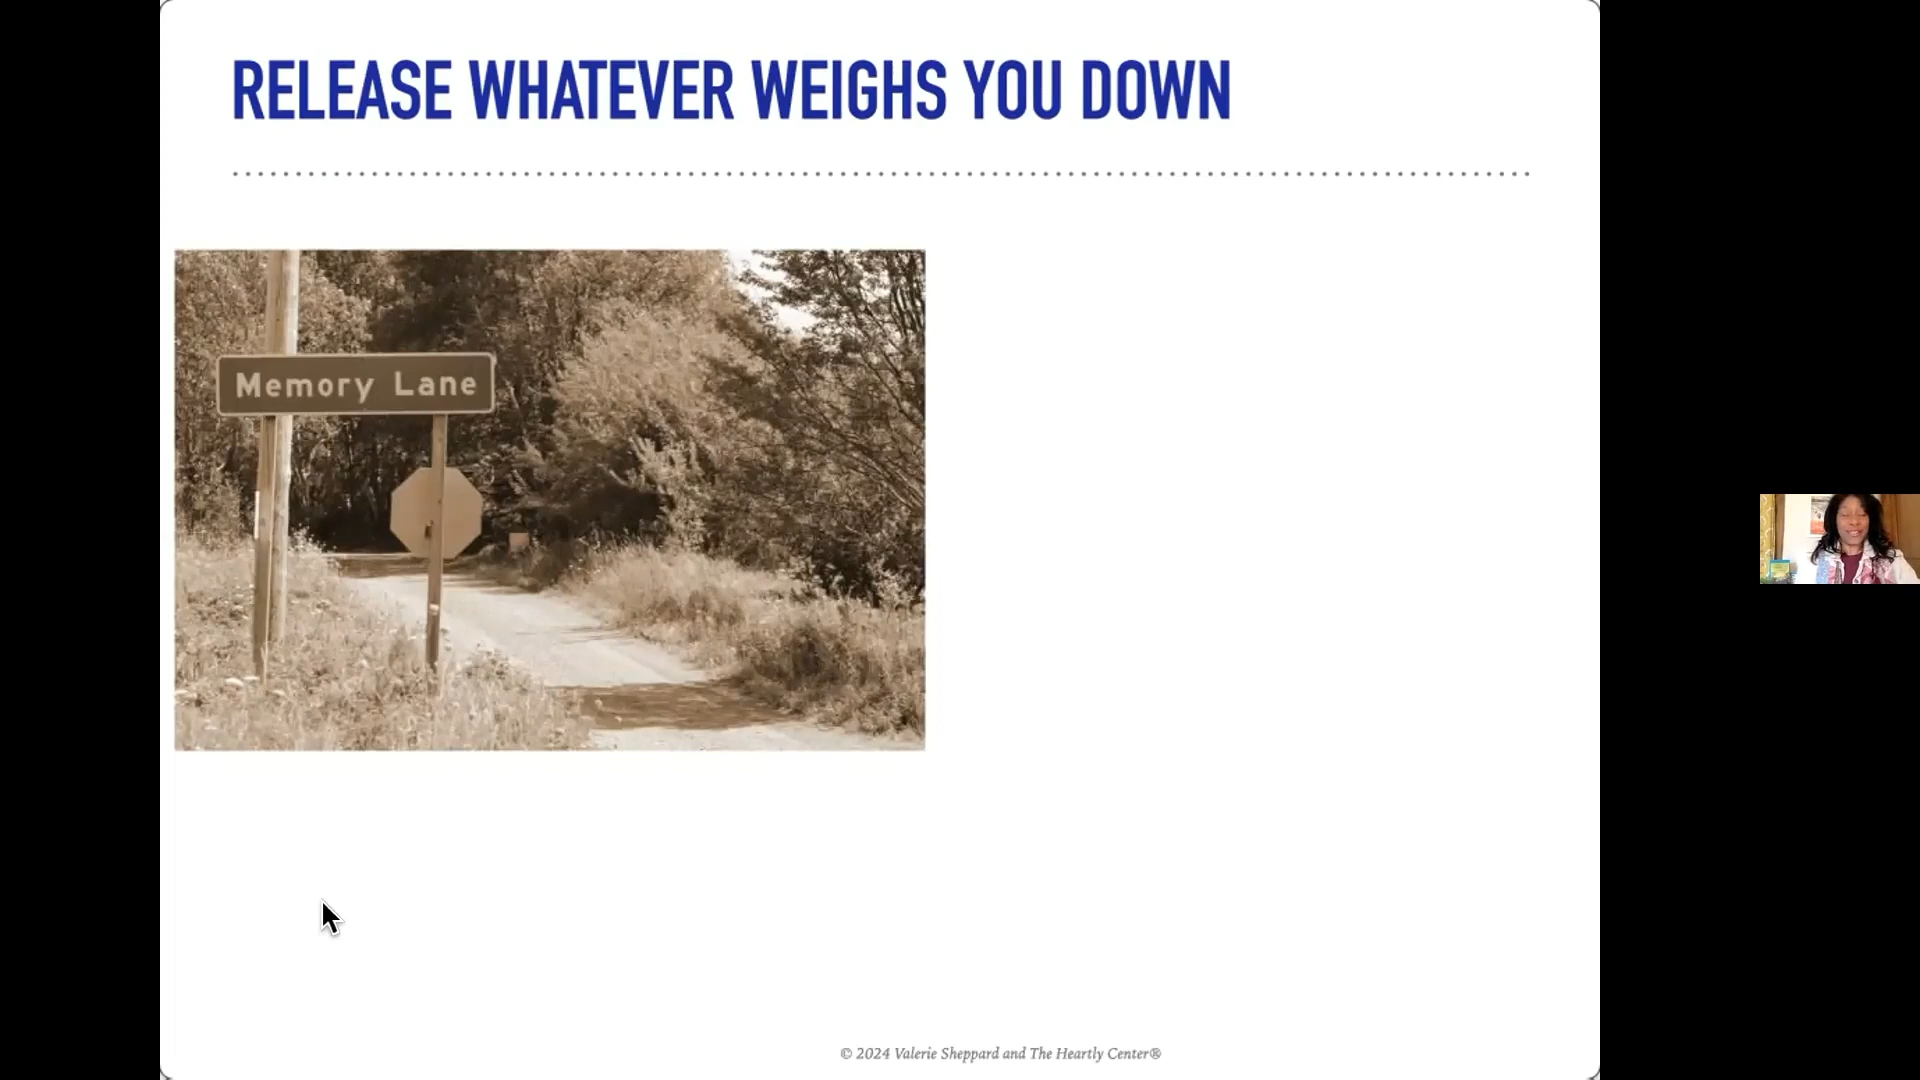 RELEASE WHATEVER WEIGHS YOU DOWN
Memory Lane
© 2024 Valerie Sheppard and The Heartly Center®